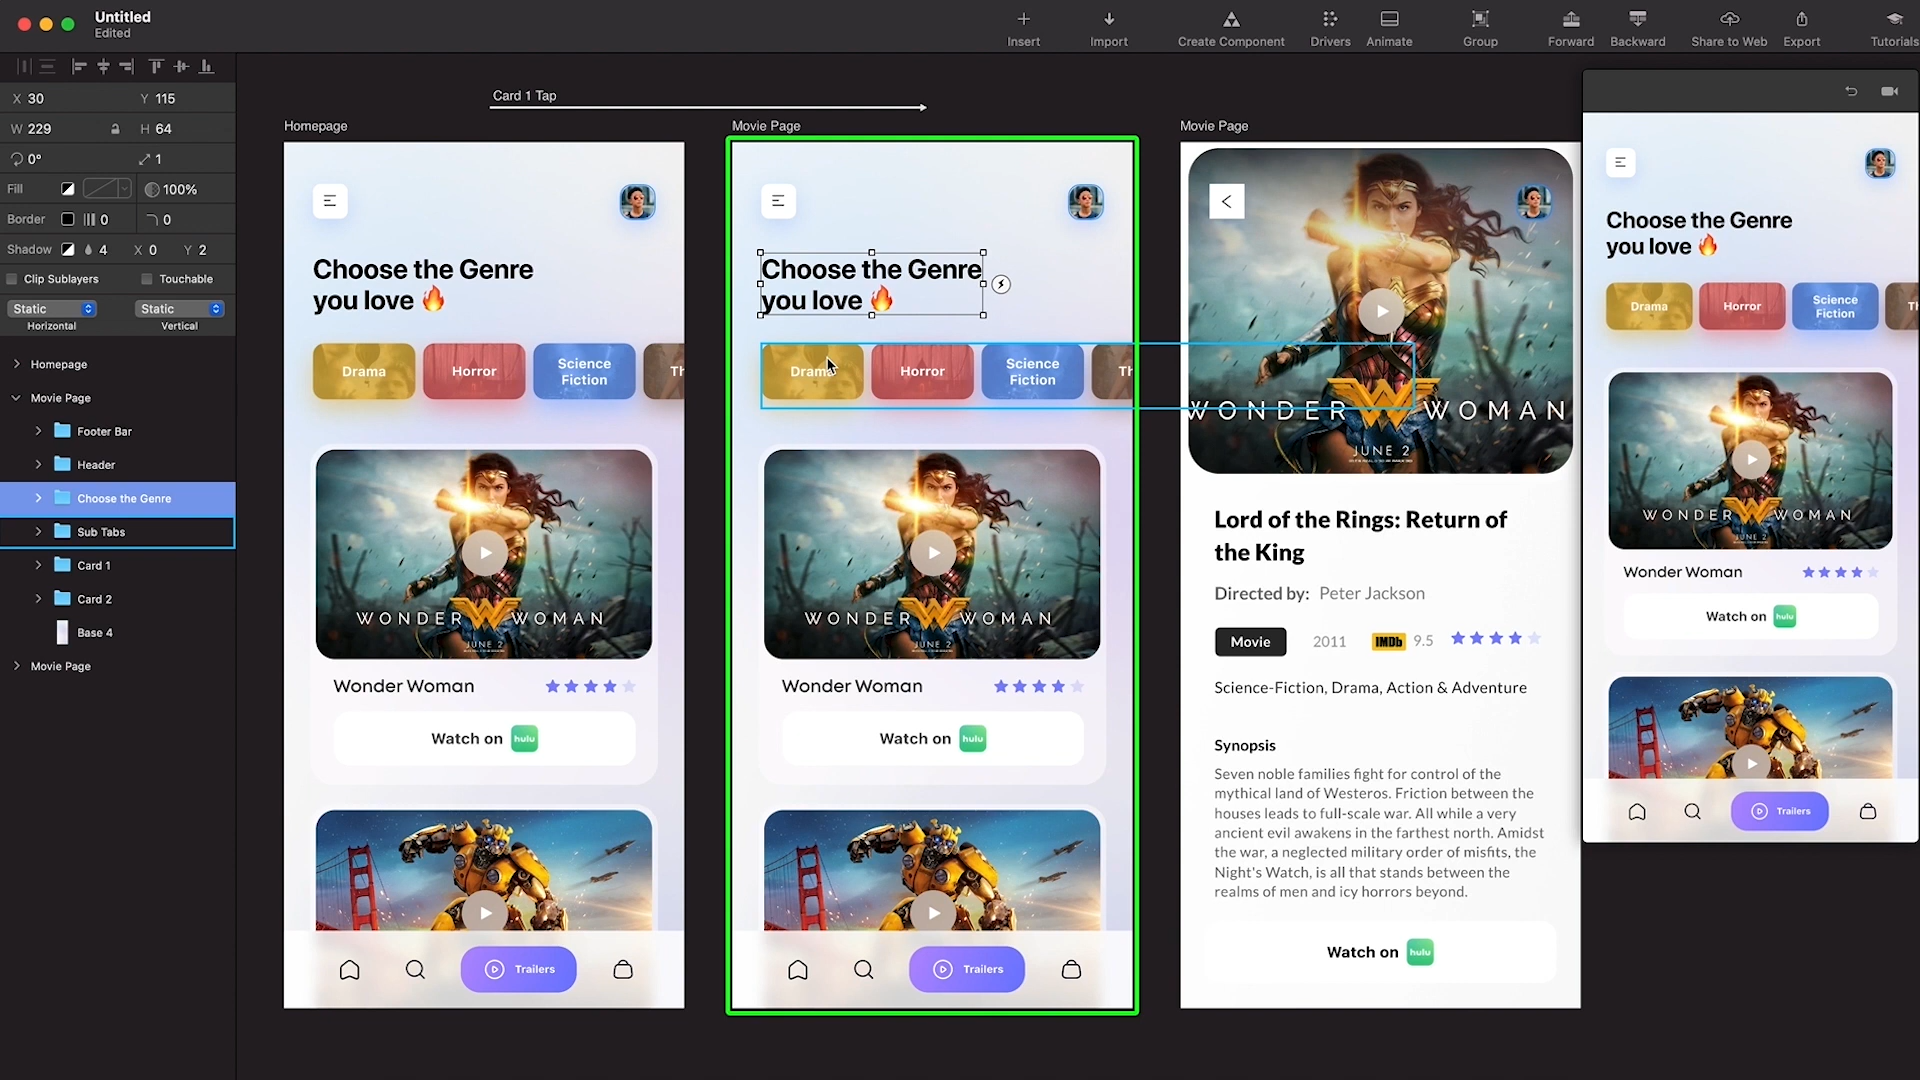 Untitled
Edited
Insert
Import
Create Component
Drivers
Animate
Group
Forward
Backward
Share to Web
Export
Tutorials
X 30
Y 115
W 229
H 64
0°
1
Fill
100%
Border
0
0
Shadow
4
X 0
Y 2
Clip Sublayers
Touchable
Static
Static
Horizontal
Vertical
Homepage
Movie Page
Footer Bar
Header
Choose the Genre
Sub Tabs
Card 1
Card 2
Base 4
Movie Page
Card 1 Tap
Homepage
Choose the Genre
you love 🔥
Drama
Horror
Science
Fiction
Th
WONDER WOMAN
JUNE 2
Wonder Woman
Watch on hulu
Trailers
Movie Page
Choose the Genre
you love 🔥
Drama
Horror
Science
Fiction
Th
WONDER WOMAN
JUNE 2
Wonder Woman
Watch on hulu
Trailers
Movie Page
WONDER WOMAN
JUNE 2
Lord of the Rings: Return of
the King
Directed by: Peter Jackson
Movie
2011
IMDb 9.5
Science-Fiction, Drama, Action & Adventure
Synopsis
Seven noble families fight for control of the
mythical land of Westeros. Friction between the
houses leads to full-scale war. All while a very
ancient evil awakens in the farthest north. Amidst
the war, a neglected military order of misfits, the
Night's Watch, is all that stands between the
realms of men and icy horrors beyond.
Watch on hulu
Choose the Genre
you love 🔥
Drama
Horror
Science
Fiction
Th
WONDER WOMAN
JUNE 2
Wonder Woman
Watch on hulu
Trailers